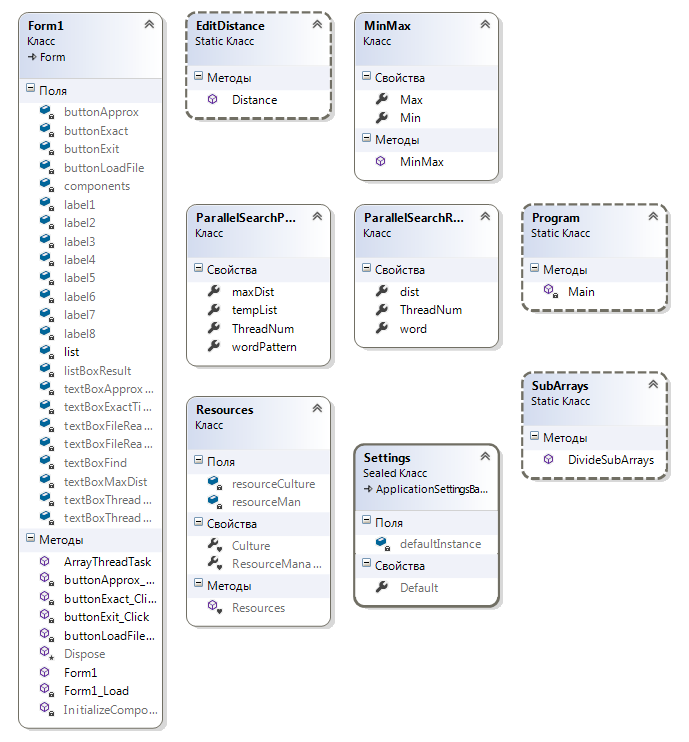 Form1
Класс
Form
Поля
buttonApprox
buttonExact
buttonExit
buttonLoadFile
components
label1
label2
label3
label4
label5
label6
label7
label8
list
listBoxResult
textBoxApprox ...
textBoxExactTi...
textBoxFileRea...
textBoxFileRea...
textBoxFind
textBoxMaxDist
textBoxThread ...
textBoxThread ...
Методы
ArrayThreadTask
buttonApprox_...
buttonExact_Cli...
buttonExit_Click
buttonLoadFile...
Dispose
Form1
Form1_Load
InitializeCompo...
EditDistance
Static Класс
Методы
Distance
MinMax
Класс
Свойства
Max
Min
Методы
MinMax
ParallelSearchP...
Класс
Свойства
maxDist
tempList
ThreadNum
wordPattern
ParallelSearchR...
Класс
Свойства
dist
ThreadNum
word
Program
Static Класс
Методы
Main
Resources
Класс
Поля
resourceCulture
resourceMan
Свойства
Culture
ResourceMana...
Методы
Resources
Settings
Sealed Класс
ApplicationSettingsBa...
Поля
defaultInstance
Свойства
Default
SubArrays
Static Класс
Методы
DivideSubArrays